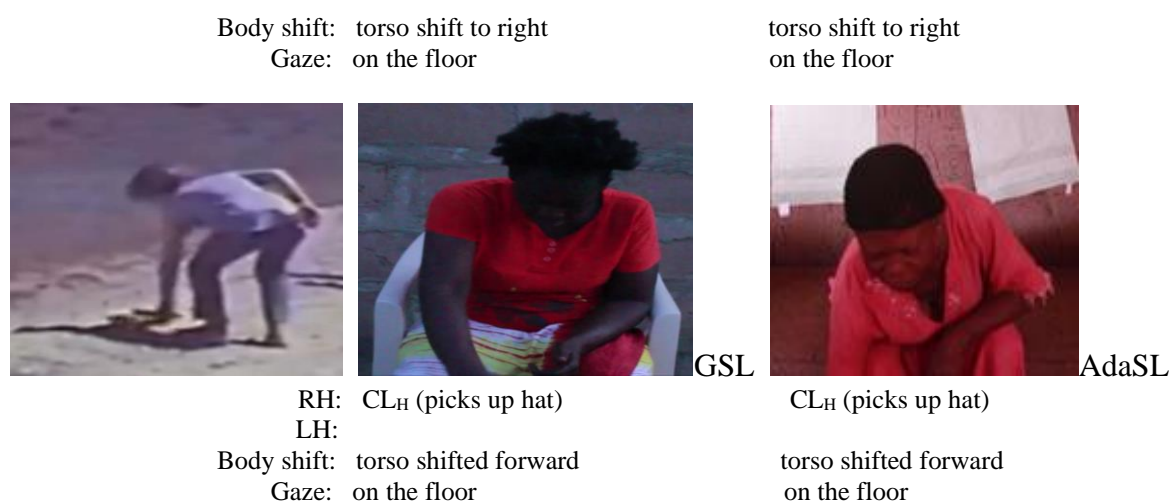 Body shift: torso shift to right torso shift to right
Gaze: on the floor on the floor
GSL AdaSL
RH: CLH (picks up hat) CLH (picks up hat)
LH:
Body shift: torso shifted forward torso shifted forward
Gaze: on the floor on the floor